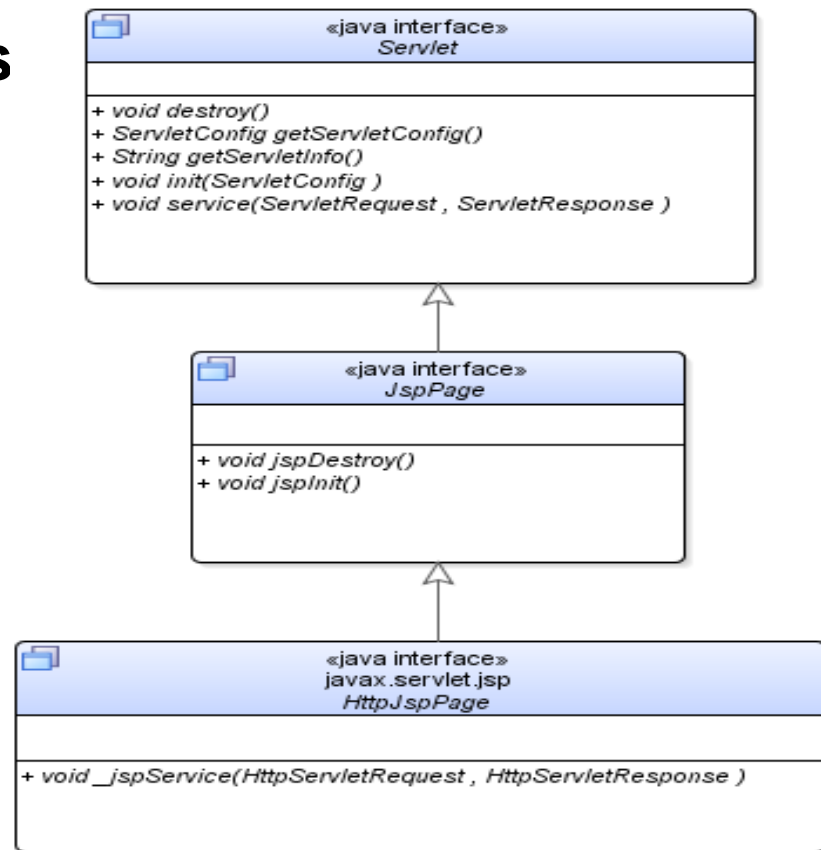 s
«java interface»
Servlet
+ void destroy()
+ ServletConfig getServletConfig()
+ String getServletInfo()
+ void init(ServletConfig )
+ void service(ServletRequest , ServletResponse )
«java interface»
JspPage
+ void jspDestroy()
+ void jspInit()
«java interface»
javax.servlet.jsp
HttpJspPage
+ void _jspService(HttpServletRequest , HttpServletResponse )